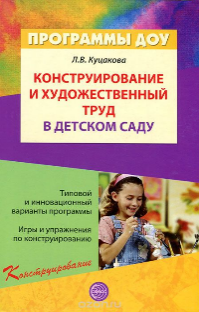 ПРОГРАММЫ ДОУ
Л.В. Куцакова
КОНСТРУИРОВАНИЕ
И ХУДОЖЕСТВЕННЫЙ
ТРУД
В ДЕТСКОМ САДУ
Типовой
и инновационный
варианты программы
Игры и упражнения
по конструированию
Конструирование